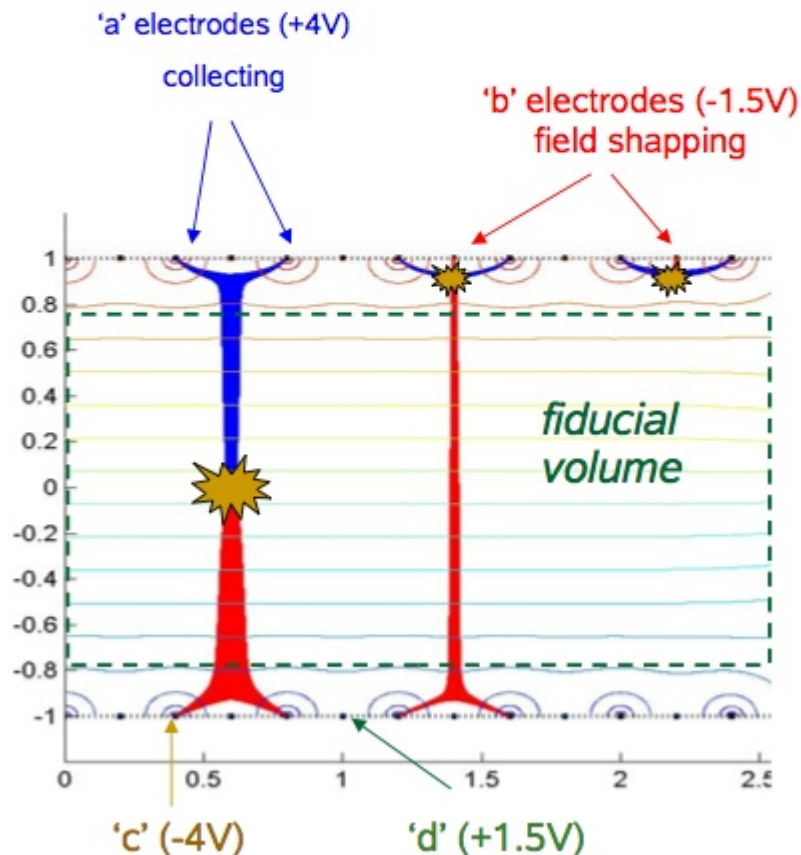 'a' electrodes (+4V)
collecting
'b' electrodes (-1.5V)
field shapping
1
0.8
0.6
0.4
0.2
0
-0.2
-0.4
-0.6
-0.8
-1
fiducial
volume
0
0.5
1
1.5
2
2.5
'c' (-4V)
'd' (+1.5V)